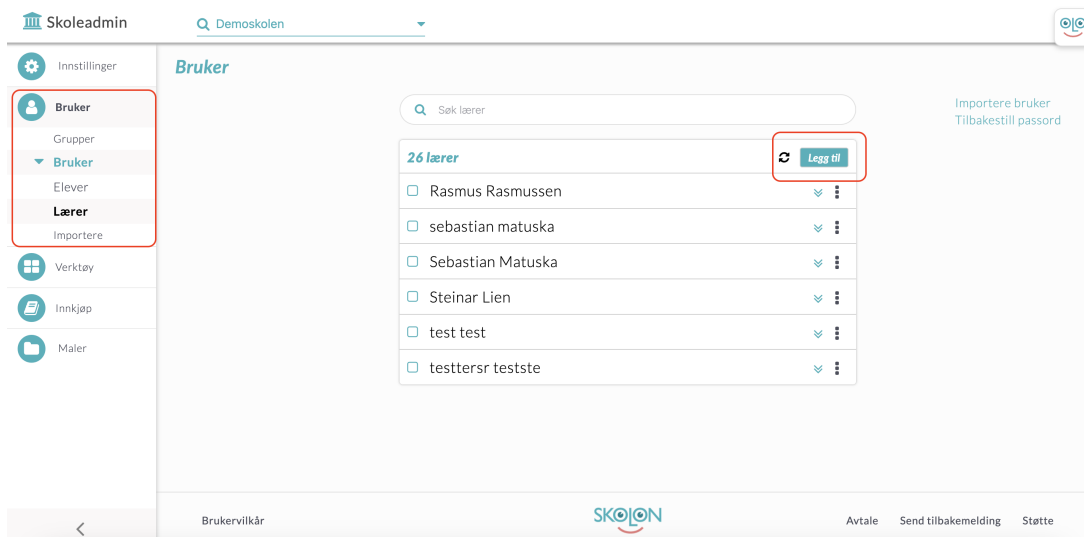 Skoleadmin
Demoskolen
Innstillinger
Bruker
Grupper
Bruker
Elever
Lærer
Importere
Verktøy
Innkjøp
Maler
Bruker
Søk lærer
Importere bruker
Tilbakestill passord
26 lærer
Legg til
Rasmus Rasmussen
sebastian matuska
Sebastian Matuska
Steinar Lien
test test
testtersr testste
Brukervilkår
SKOLON
Avtale Send tilbakemelding Støtte